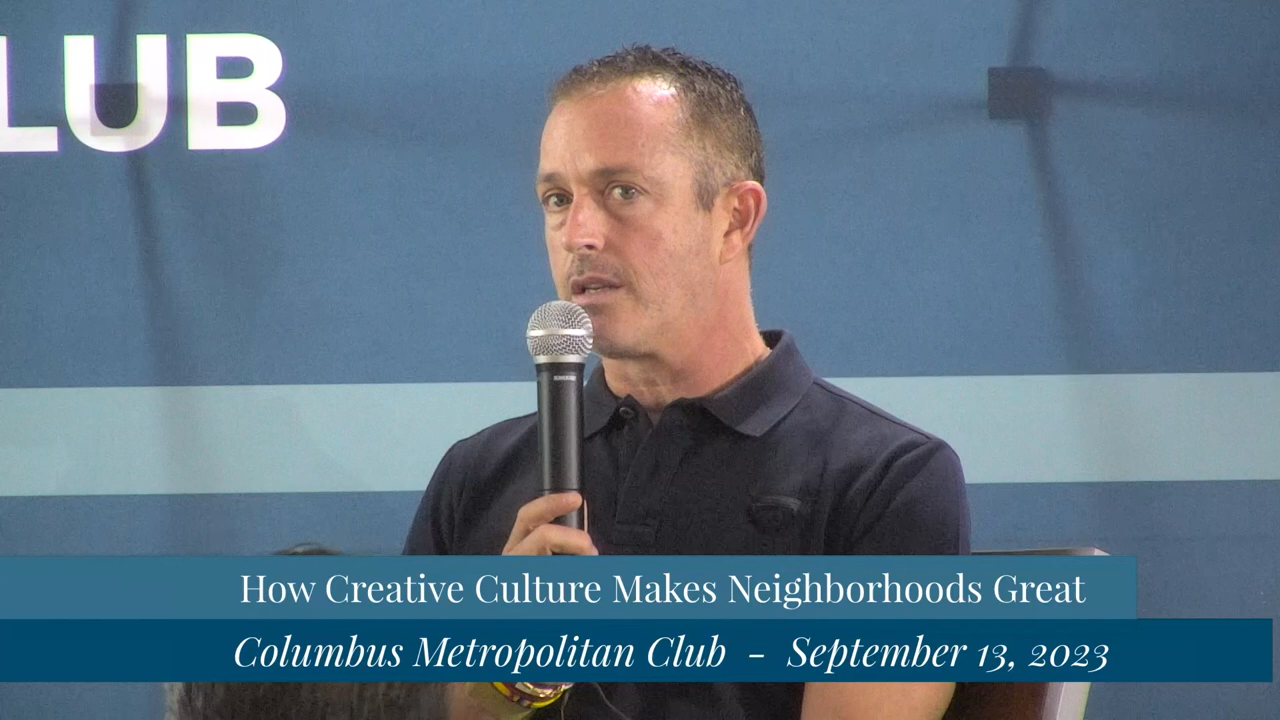 LUB
How Creative Culture Makes Neighborhoods Great
Columbus Metropolitan Club - September 13, 2023